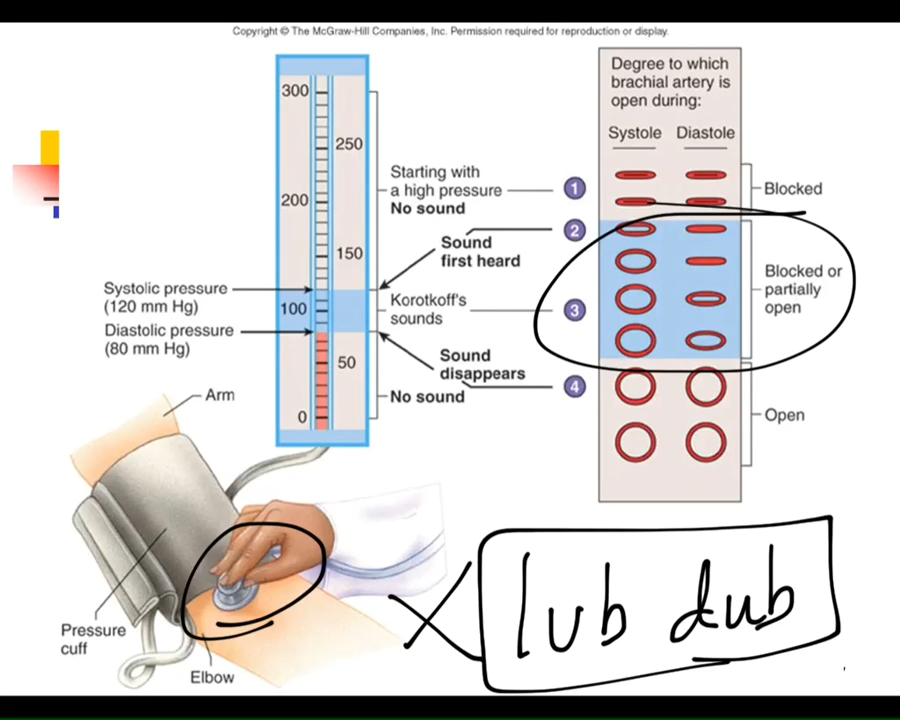 Copyright © The McGraw-Hill Companies, Inc. Permission required for reproduction or display.
300
250
200
150
100
50
0
Systolic pressure
(120 mm Hg)
Diastolic pressure
(80 mm Hg)
Starting with
a high pressure
No sound
Sound
first heard
Korotkoff's
sounds
Sound
disappears
No sound
1
2
3
4
Degree to which
brachial artery is
open during:
Systole Diastole
Blocked
Blocked or
partially
open
Open
Arm
Pressure
cuff
Elbow
lub dub